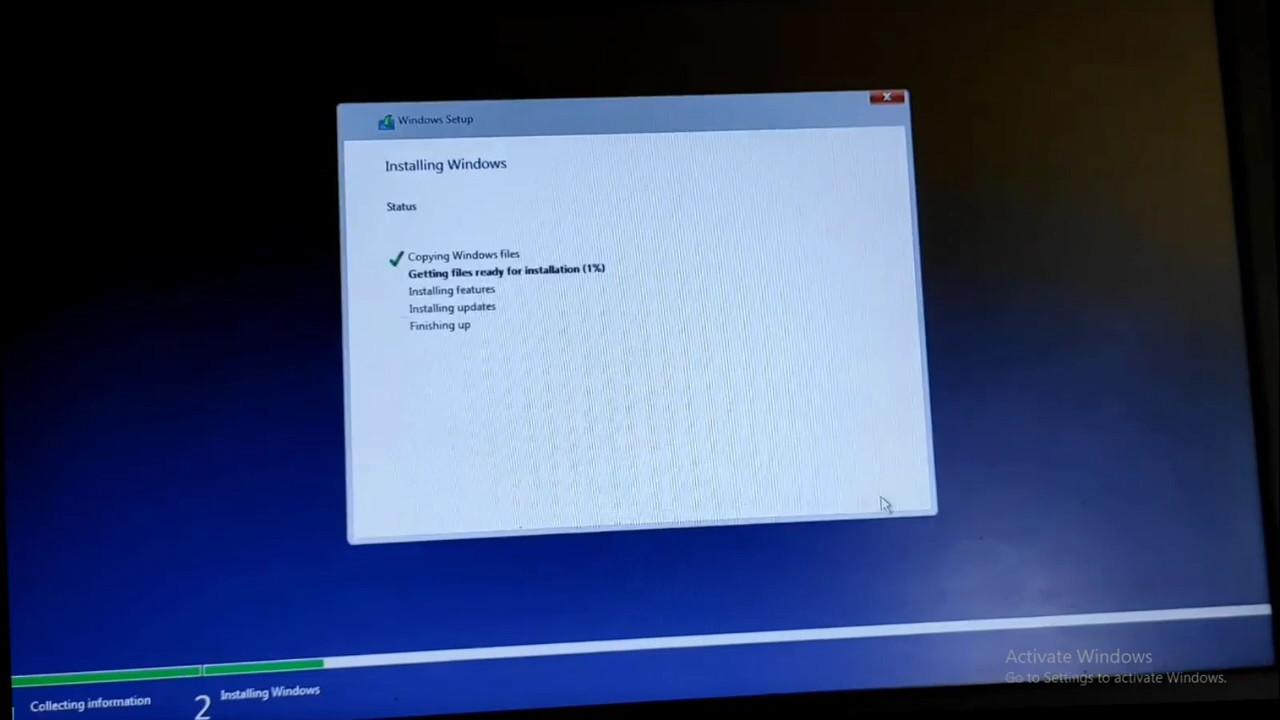 Windows Setup
Installing Windows
Status
Copying Windows files
Getting files ready for installation (1%)
Installing features
Installing updates
Finishing up
Activate Windows
Go to Settings to activate Windows.
Collecting information
2 Installing Windows